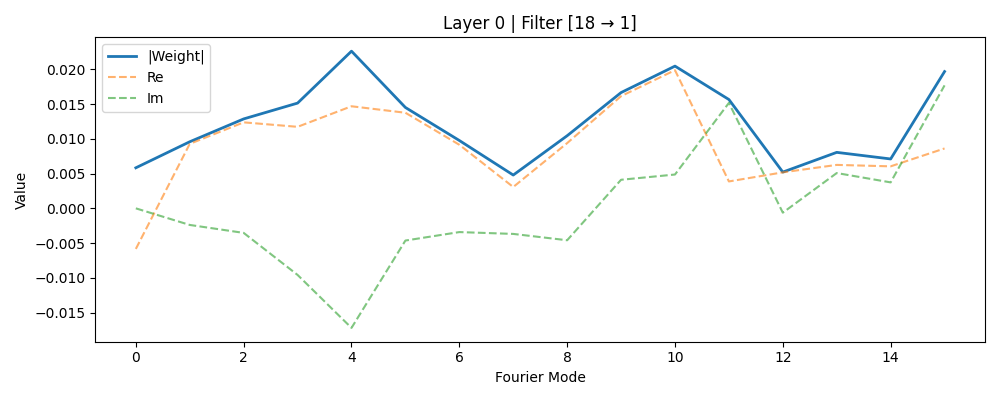 Layer 0 | Filter [18 → 1]
|Weight|
Re
Im
0.020
0.015
0.010
0.005
0.000
−0.005
−0.010
−0.015
Value
0 2 4 6 8 10 12 14
Fourier Mode